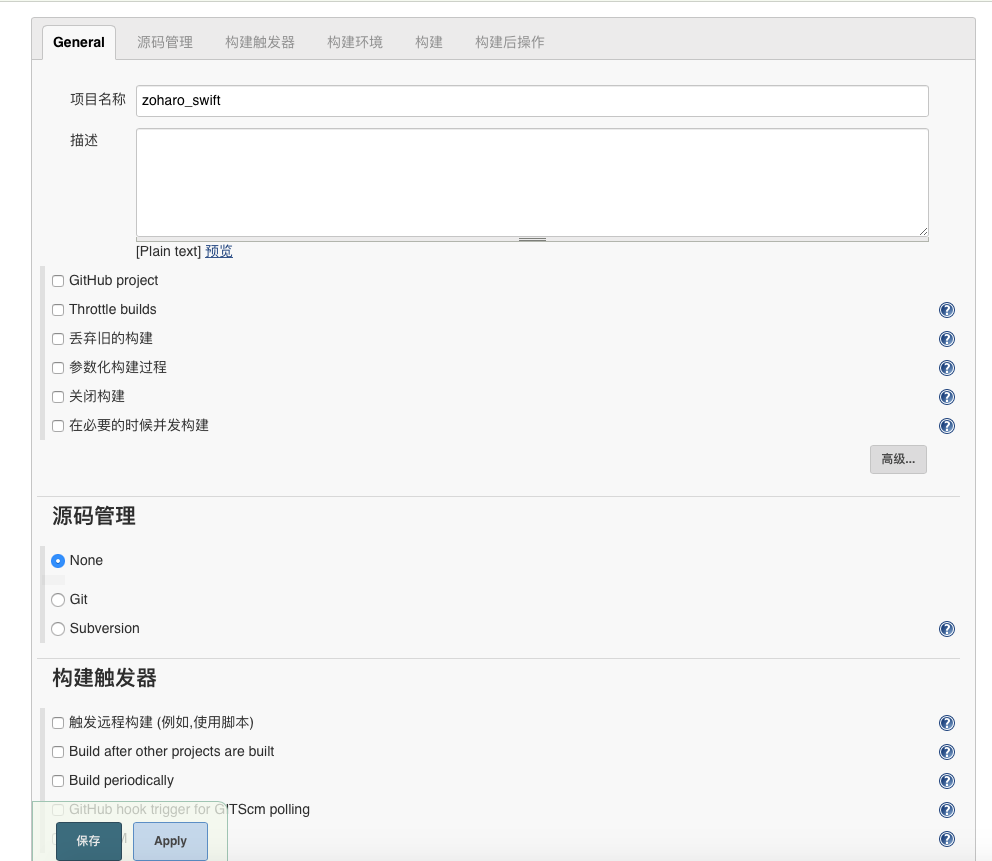 General 源码管理 构建触发器 构建环境 构建 构建后操作
项目名称 zoharo_swift
描述
[Plain text] 预览
GitHub project
Throttle builds
丢弃旧的构建
参数化构建过程
关闭构建
在必要的时候并发构建
高级...
源码管理
None
Git
Subversion
构建触发器
触发远程构建 (例如,使用脚本)
Build after other projects are built
Build periodically
GitHub hook trigger for GITScm polling
保存 Apply